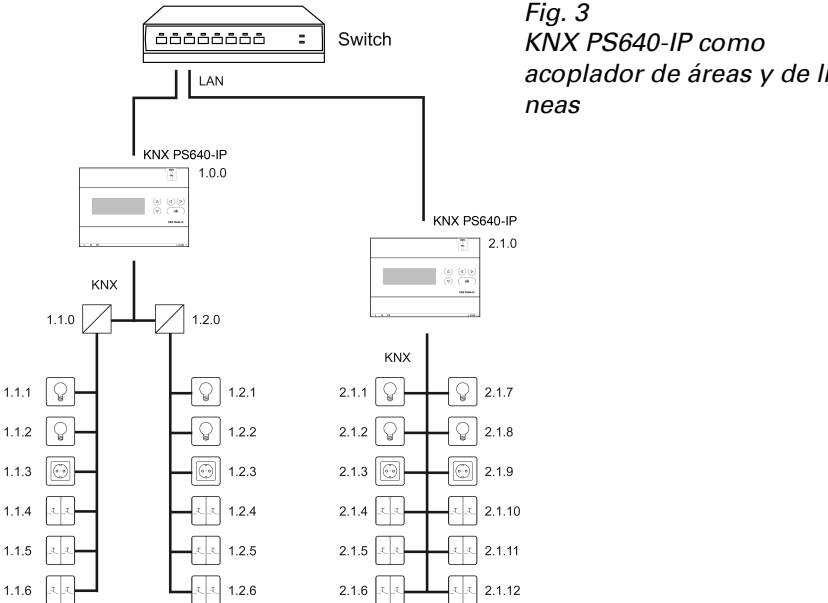 Fig. 3
KNX PS640-IP como
acoplador de áreas y de lí
neas
Switch
LAN
KNX PS640-IP
1.0.0
KNX PS640-IP
2.1.0
KNX
1.1.0
1.2.0
KNX
1.1.1
1.2.1
2.1.1
2.1.7
1.1.2
1.2.2
2.1.2
2.1.8
1.1.3
1.2.3
2.1.3
2.1.9
1.1.4
1.2.4
2.1.4
2.1.10
1.1.5
1.2.5
2.1.5
2.1.11
1.1.6
1.2.6
2.1.6
2.1.12